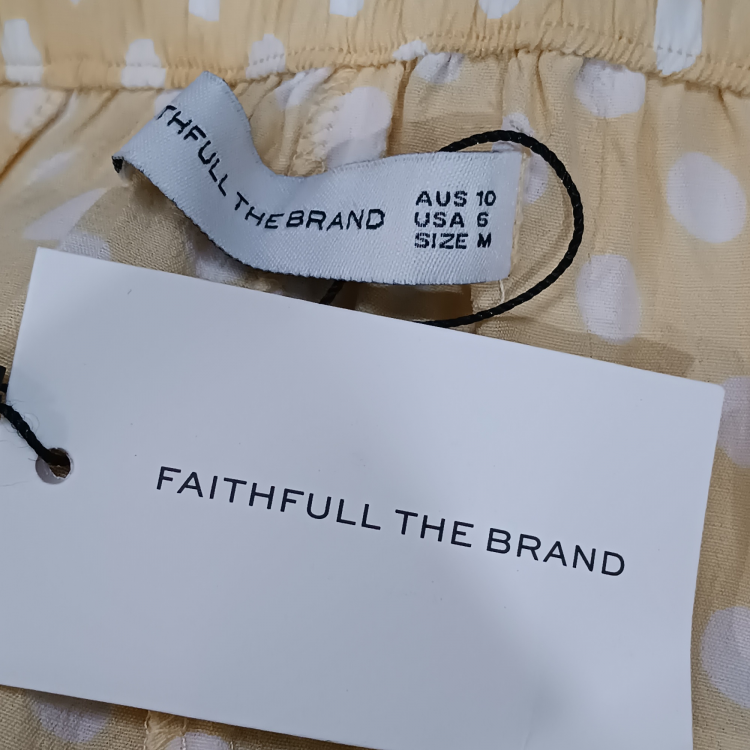 THFULL THE BRAND
AUS 10
USA 6
SIZE M
FAITHFULL THE BRAND